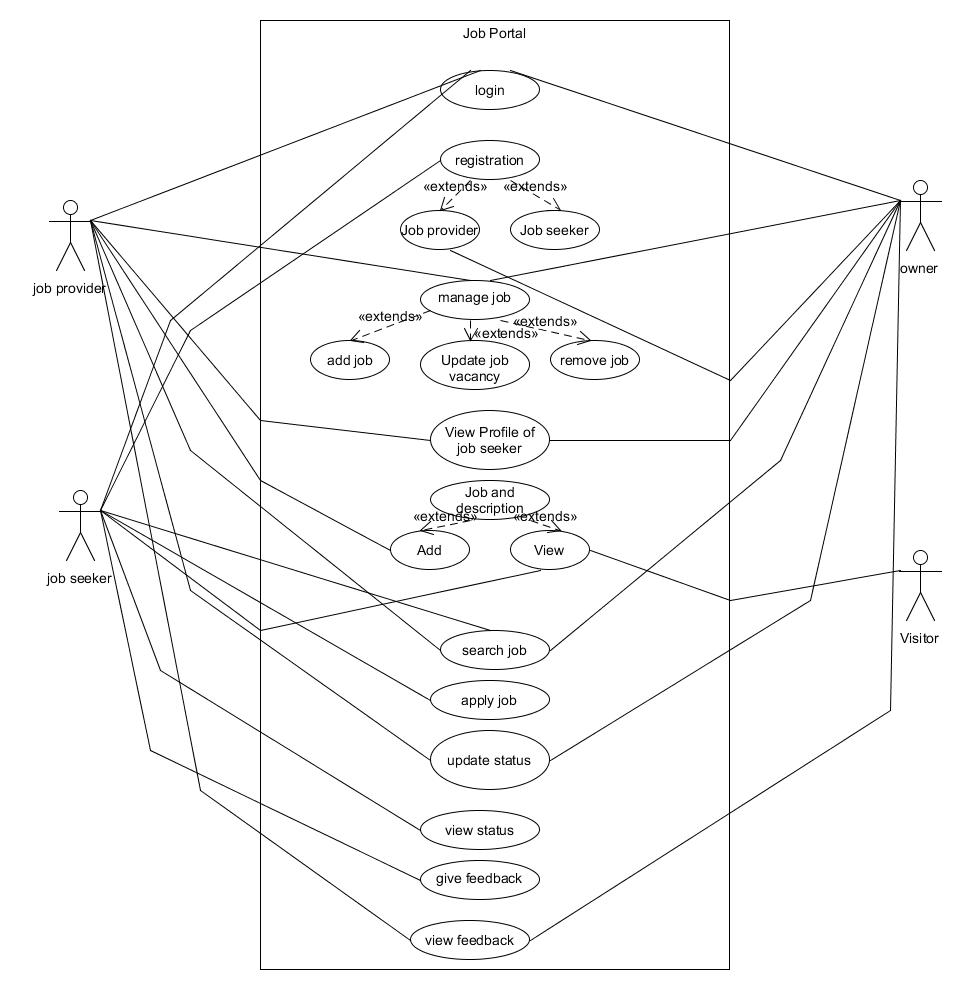 Job Portal
login
registration
«extends» «extends»
Job provider
Job seeker
job provider
owner
manage job
«extends» «extends»
«extends»
add job
Update job
vacancy
remove job
View Profile of
job seeker
Job and
description
«extends» «extends»
Add
View
job seeker
Visitor
search job
apply job
update status
view status
give feedback
view feedback